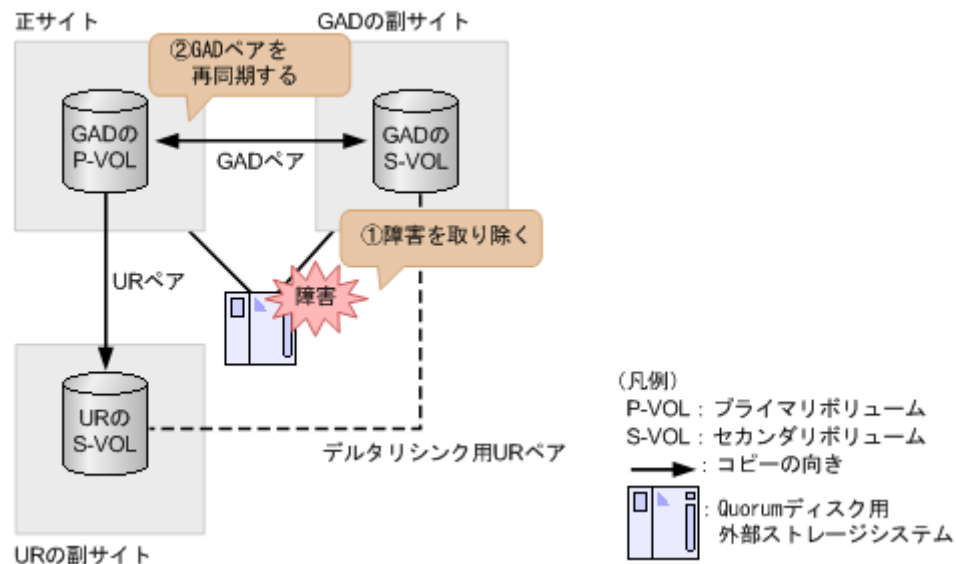 正サイト
GADの副サイト
②GADペアを
再同期する
GADの
P-VOL
GADペア
GADの
S-VOL
①障害を取り除く
URペア
障害
URの
S-VOL
デルタリシンク用URペア
URの副サイト
(凡例)
P-VOL：プライマリボリューム
S-VOL：セカンダリボリューム
：コピーの向き
：Quorumディスク用
外部ストレージシステム